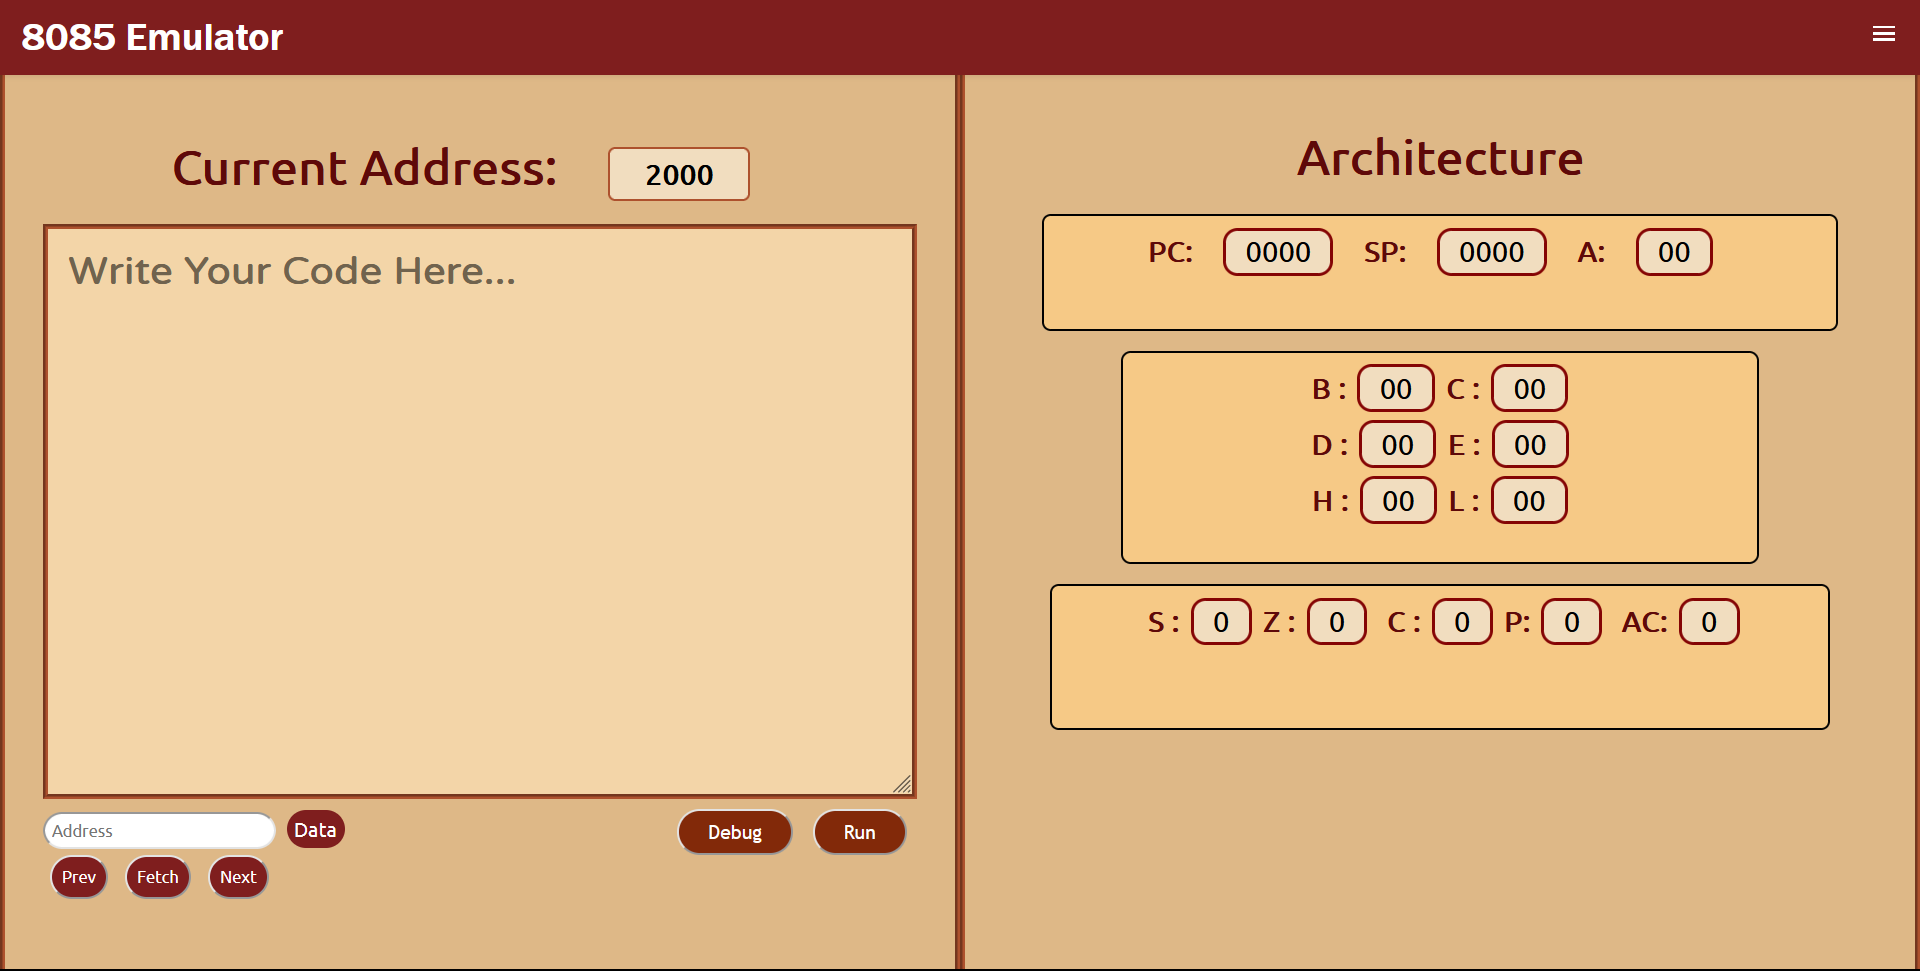 8085 Emulator
Current Address: 2000
Write Your Code Here...
Address Data
Debug Run
Prev Fetch Next
Architecture
PC: 0000 SP: 0000 A: 00
B : 00 C : 00
D : 00 E : 00
H : 00 L : 00
S : 0 Z : 0 C : 0 P: 0 AC: 0